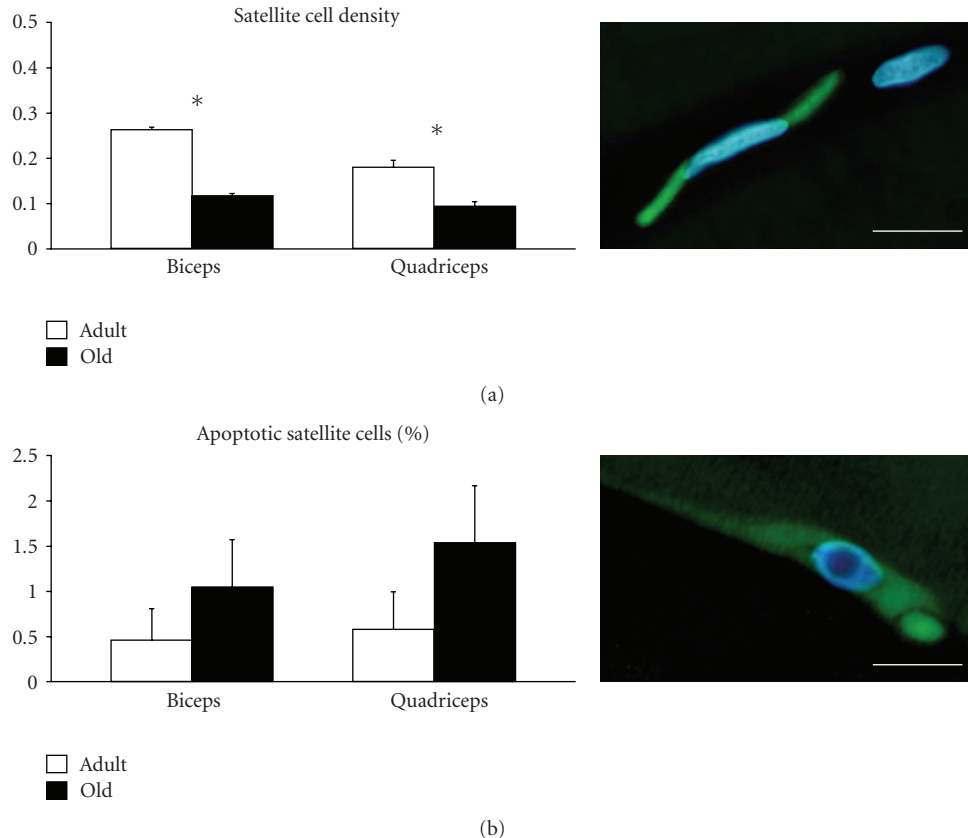 Satellite cell density
0.5
0.4
0.3
0.2
0.1
0
*
*
Biceps
Quadriceps
Adult
Old
(a)
Apoptotic satellite cells (%)
2.5
2
1.5
1
0.5
0
Biceps
Quadriceps
Adult
Old
(b)